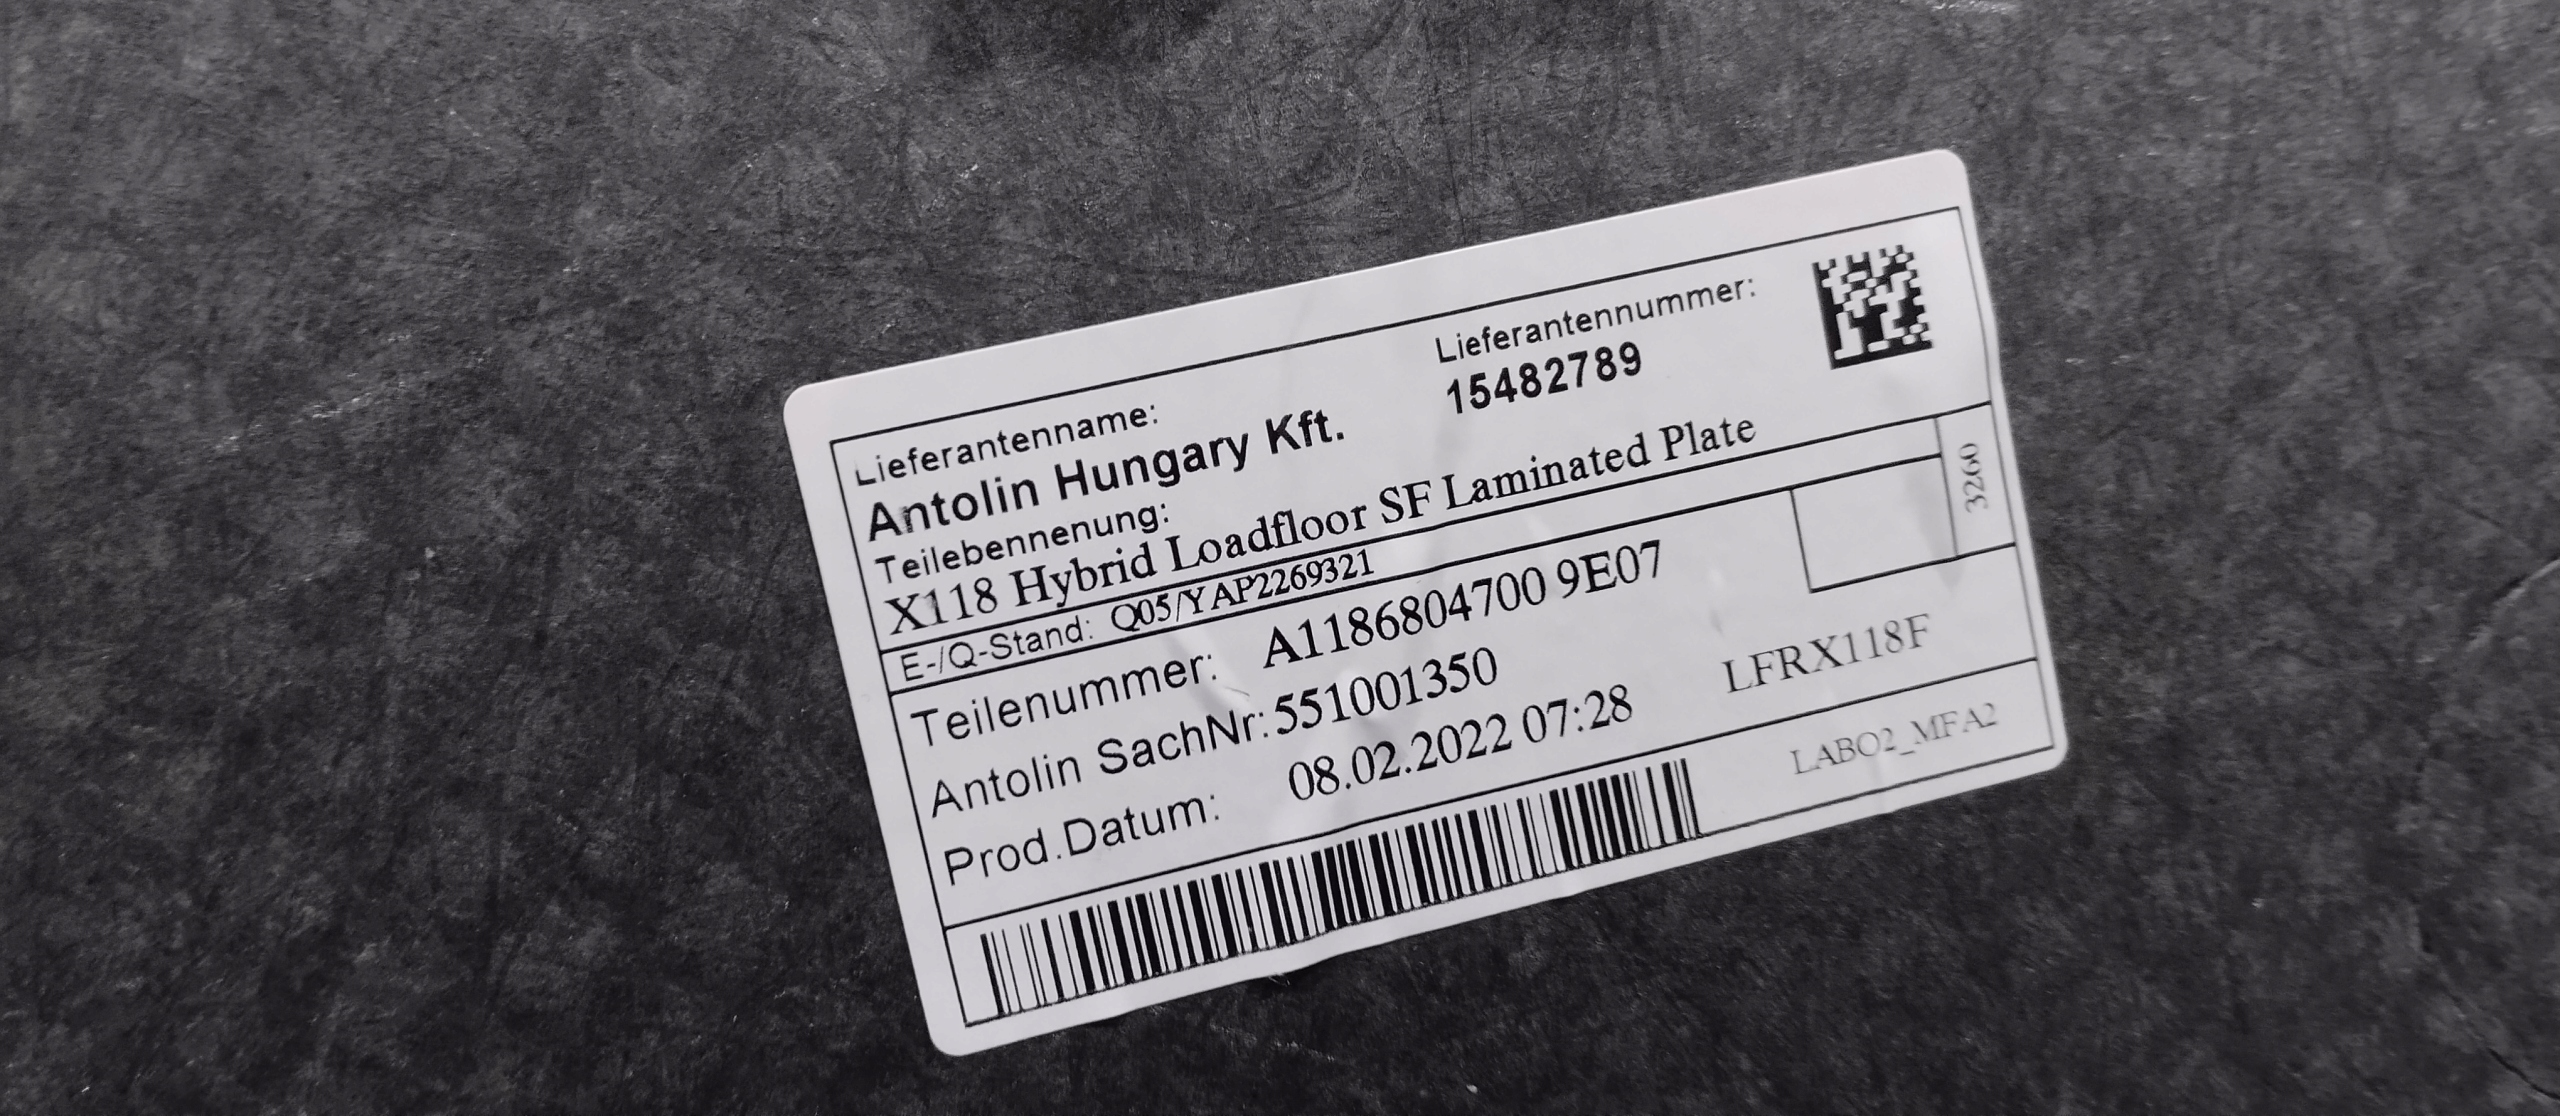 Lieferantenname:
Antolin Hungary Kft.
Lieferantennummer:
15482789
Teilebennenung:
X118 Hybrid Loadfloor SF Laminated Plate
E-/Q-Stand: Q05/YAP2269321
3260
Teilenummer: A1186804700 9E07
Antolin SachNr: 551001350
LFRX118F
Prod.Datum: 08.02.2022 07:28
LABO2_MFA2